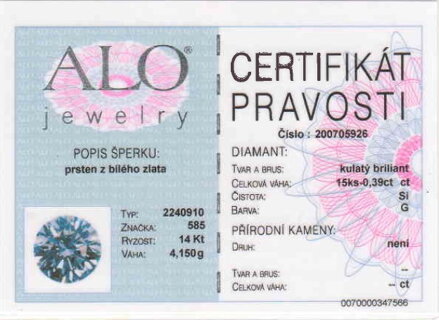 ALO®
jewelry
POPIS ŠPERKU:
prsten z bílého zlata
TYP: 2240910
ZNAČKA: 585
RYZOST: 14 Kt
VÁHA: 4,150g
CERTIFIKÁT
PRAVOSTI
Číslo : 200705926
DIAMANT:
TVAR A BRUS: kulatý briliant
CELKOVÁ VÁHA: 15ks-0,39ct ct
ČISTOTA: Si
BARVA: G
PŘÍRODNÍ KAMENY:
DRUH: není
TVAR A BRUS: --
CELKOVÁ VÁHA: -- ct
0070000347566